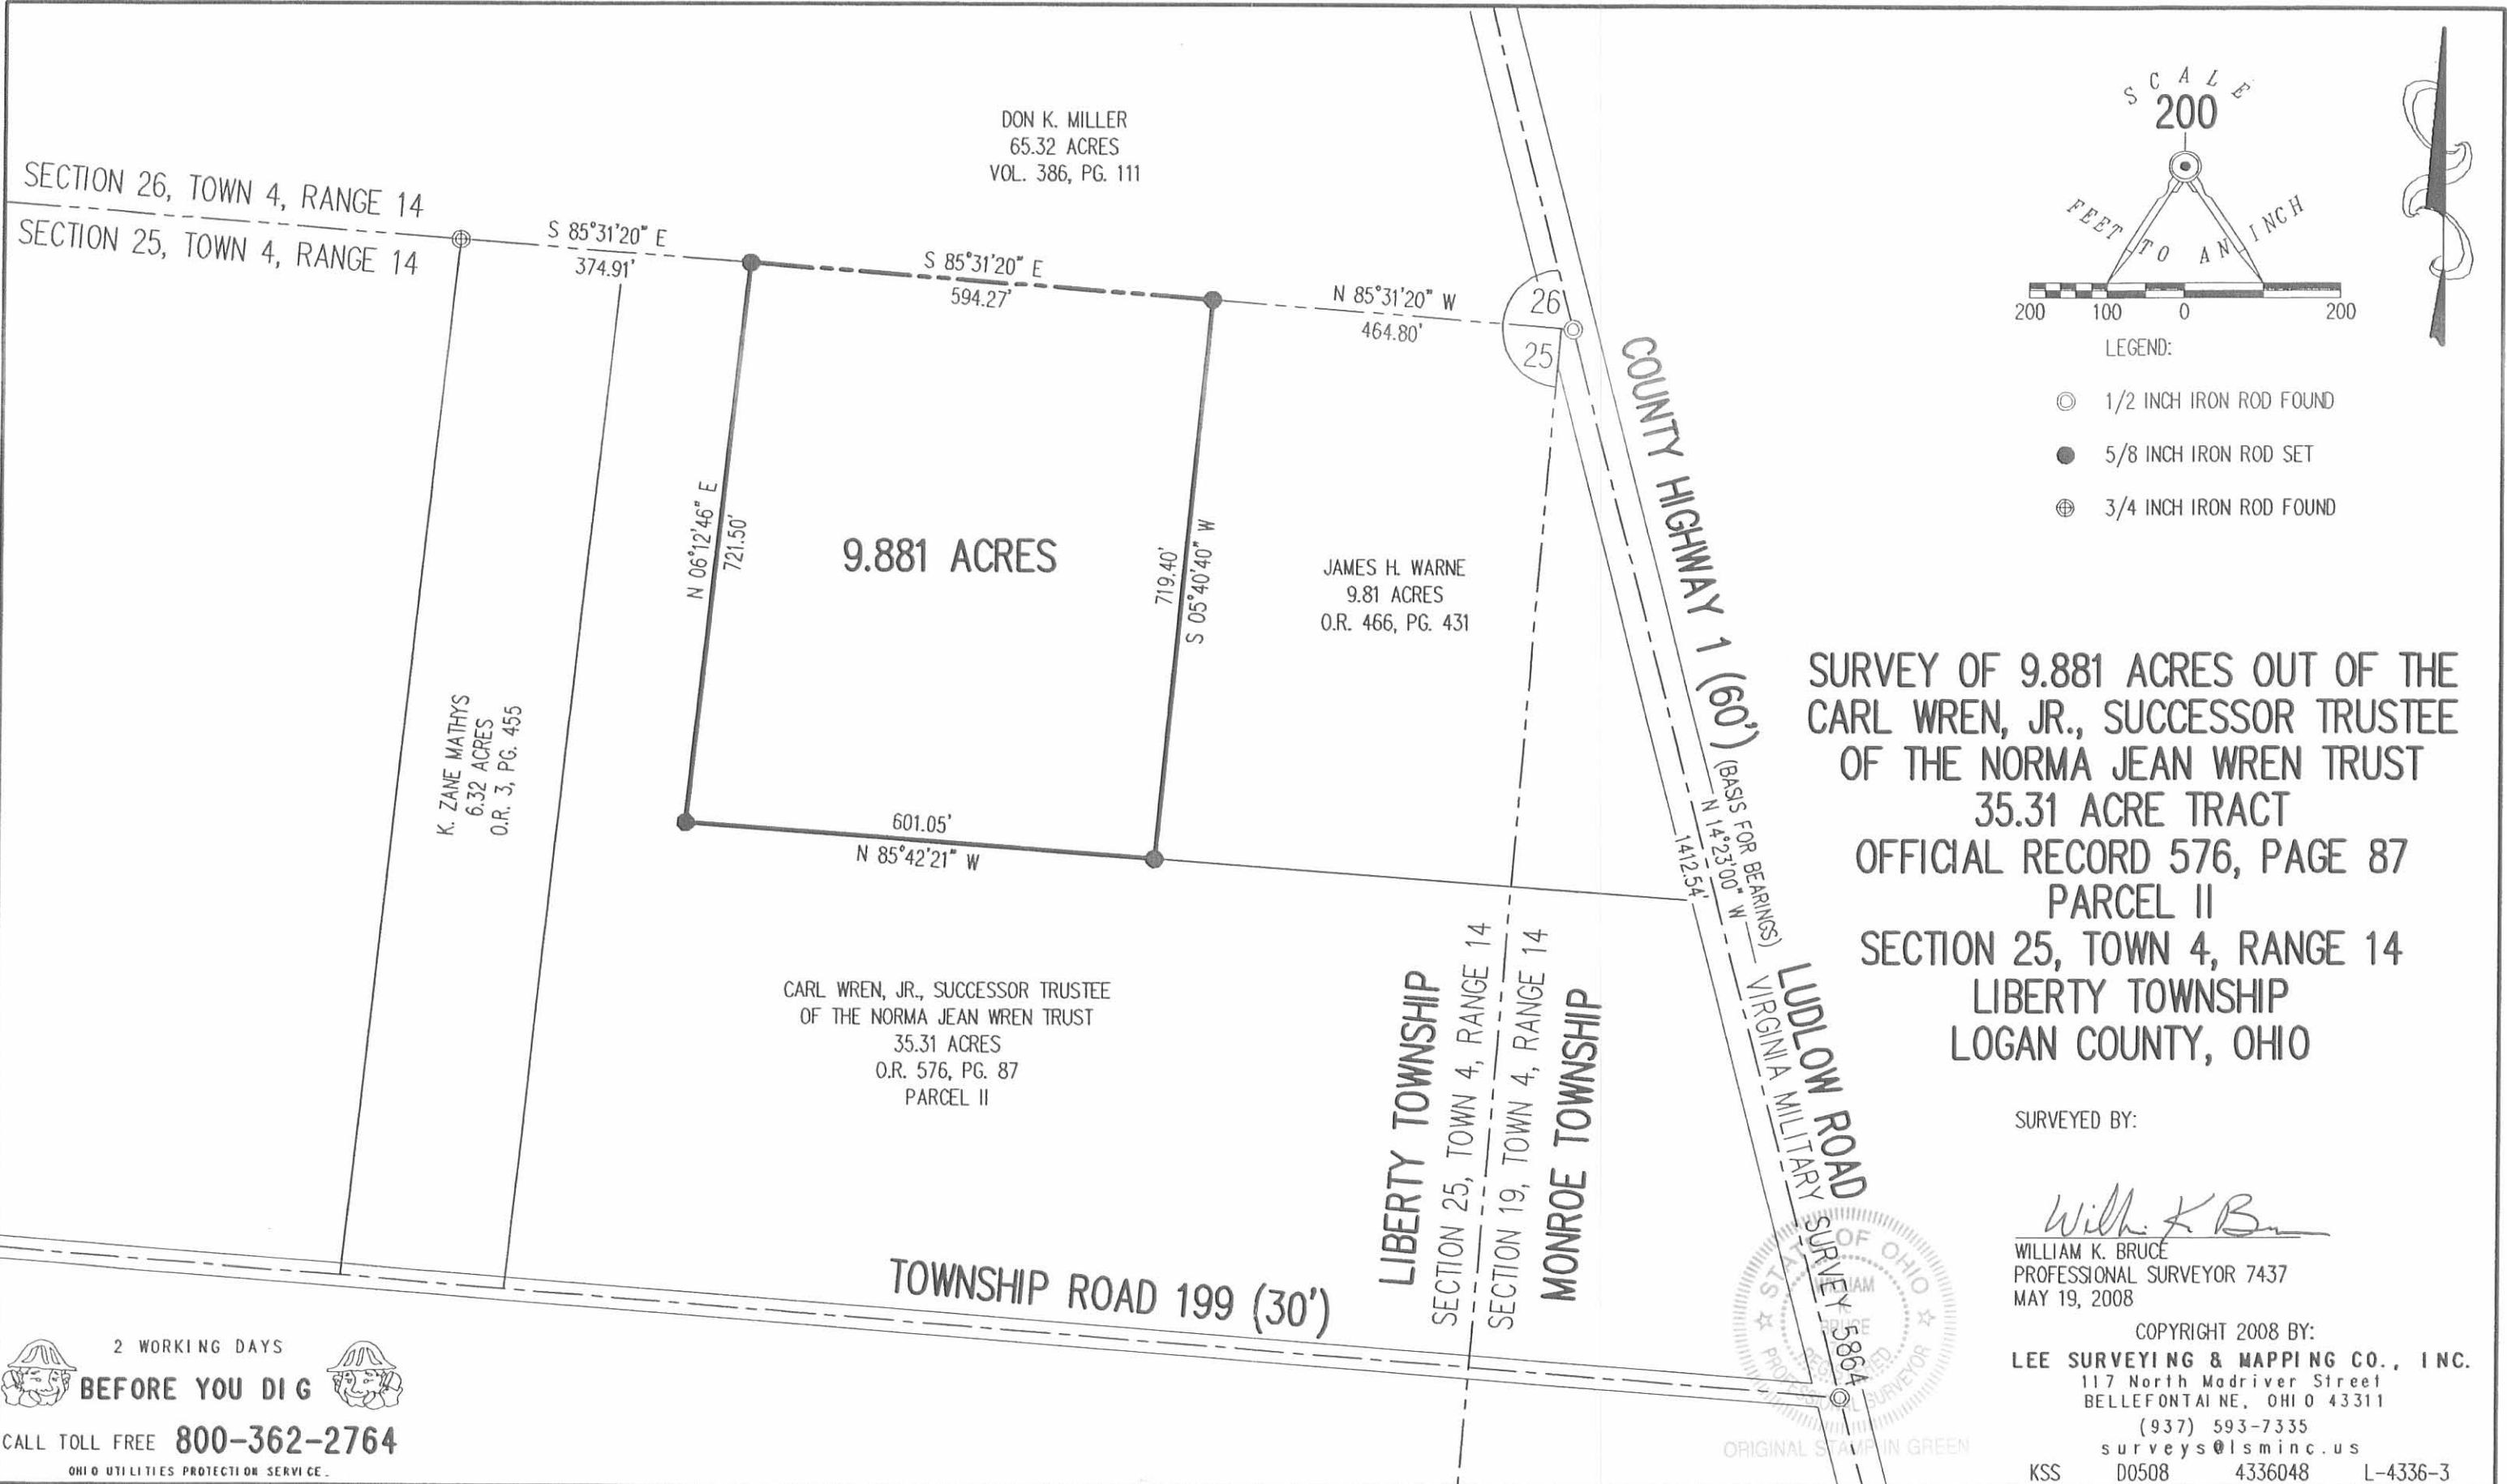 DON K. MILLER
65.32 ACRES
VOL. 386, PG. 111
SECTION 26, TOWN 4, RANGE 14
SECTION 25, TOWN 4, RANGE 14
S 85°31'20" E
374.91'
S 85°31'20" E
594.27'
N 85°31'20" W
464.80'
26
25
N 06°12'46" E
721.50'
9.881 ACRES
719.40'
S 05°40'40" W
JAMES H. WARNE
9.81 ACRES
O.R. 466, PG. 431
K. ZANE MATHYS
6.32 ACRES
O.R. 3, PG. 455
601.05'
N 85°42'21" W
CARL WREN, JR., SUCCESSOR TRUSTEE
OF THE NORMA JEAN WREN TRUST
35.31 ACRES
O.R. 576, PG. 87
PARCEL II
LIBERTY TOWNSHIP
SECTION 25, TOWN 4, RANGE 14
SECTION 19, TOWN 4, RANGE 14
MONROE TOWNSHIP
TOWNSHIP ROAD 199 (30')
COUNTY HIGHWAY 1 (60')
(BASIS FOR BEARINGS)
N 14°23'00" W
1412.54'
LUDLOW ROAD
VIRGINIA MILITARY SURVEY 5864
SCALE
200
FEET TO AN INCH
200 100 0 200
LEGEND:
1/2 INCH IRON ROD FOUND
5/8 INCH IRON ROD SET
3/4 INCH IRON ROD FOUND
SURVEY OF 9.881 ACRES OUT OF THE
CARL WREN, JR., SUCCESSOR TRUSTEE
OF THE NORMA JEAN WREN TRUST
35.31 ACRE TRACT
OFFICIAL RECORD 576, PAGE 87
PARCEL II
SECTION 25, TOWN 4, RANGE 14
LIBERTY TOWNSHIP
LOGAN COUNTY, OHIO
SURVEYED BY:
WILLIAM K. BRUCE
PROFESSIONAL SURVEYOR 7437
MAY 19, 2008
COPYRIGHT 2008 BY:
LEE SURVEYING & MAPPING CO., INC.
117 North Madriver Street
BELLEFONTAINE, OHIO 43311
(937) 593-7335
surveys@lsminc.us
KSS D0508 4336048 L-4336-3
STATE OF OHIO
WILLIAM
K.
BRUCE
REGISTERED
PROFESSIONAL SURVEYOR
ORIGINAL STAMP IN GREEN
2 WORKING DAYS
BEFORE YOU DIG
CALL TOLL FREE 800-362-2764
OHIO UTILITIES PROTECTION SERVICE.